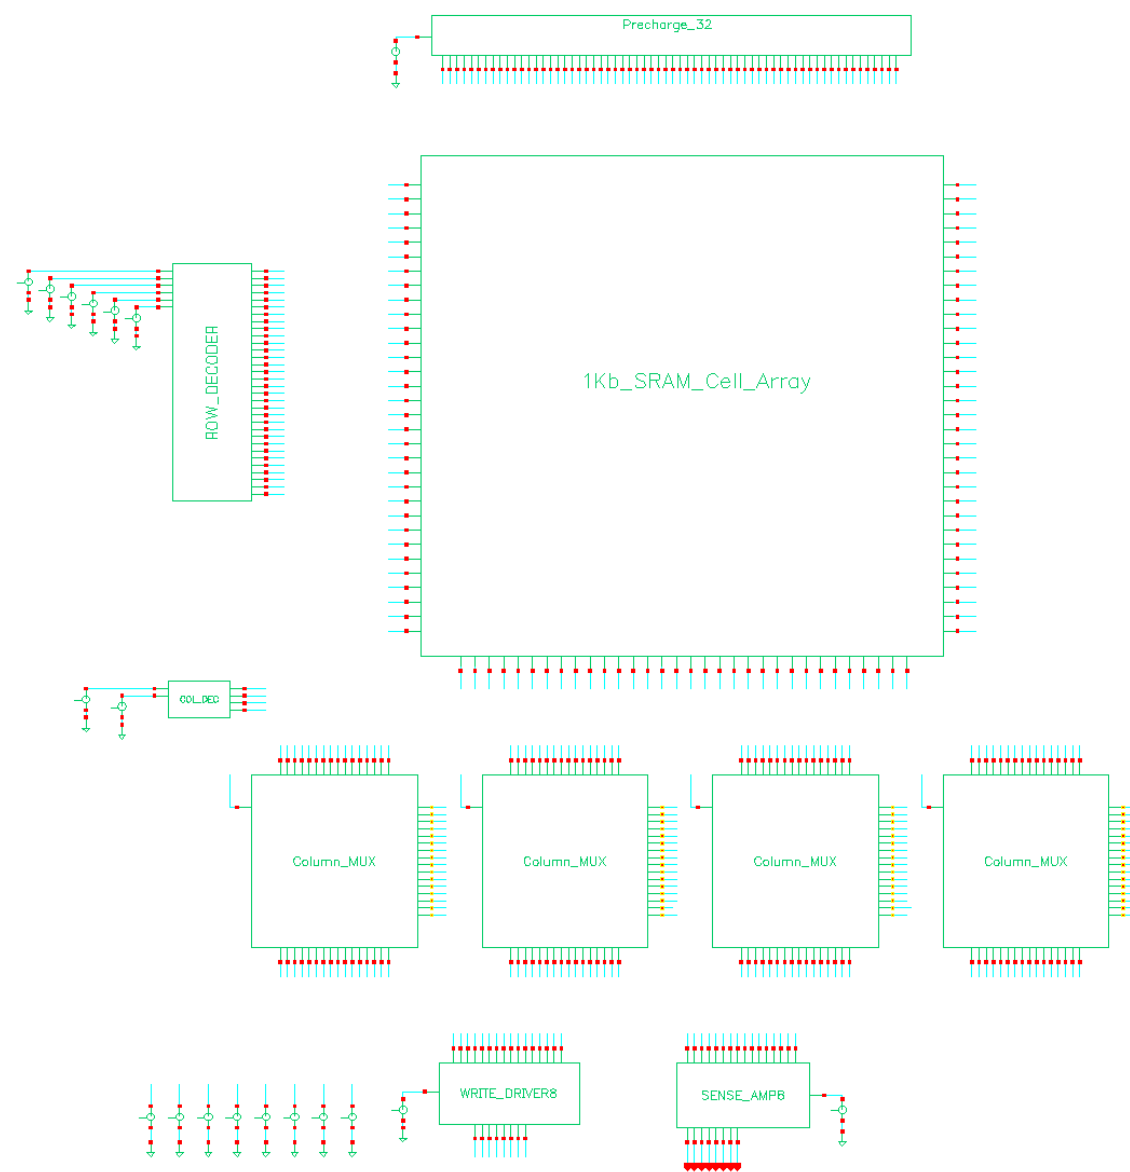 Precharge_32
ROW_DECODER
1Kb_SRAM_Cell_Array
COL_DEC
Column_MUX
Column_MUX
Column_MUX
Column_MUX
WRITE_DRIVER8
SENSE_AMP8